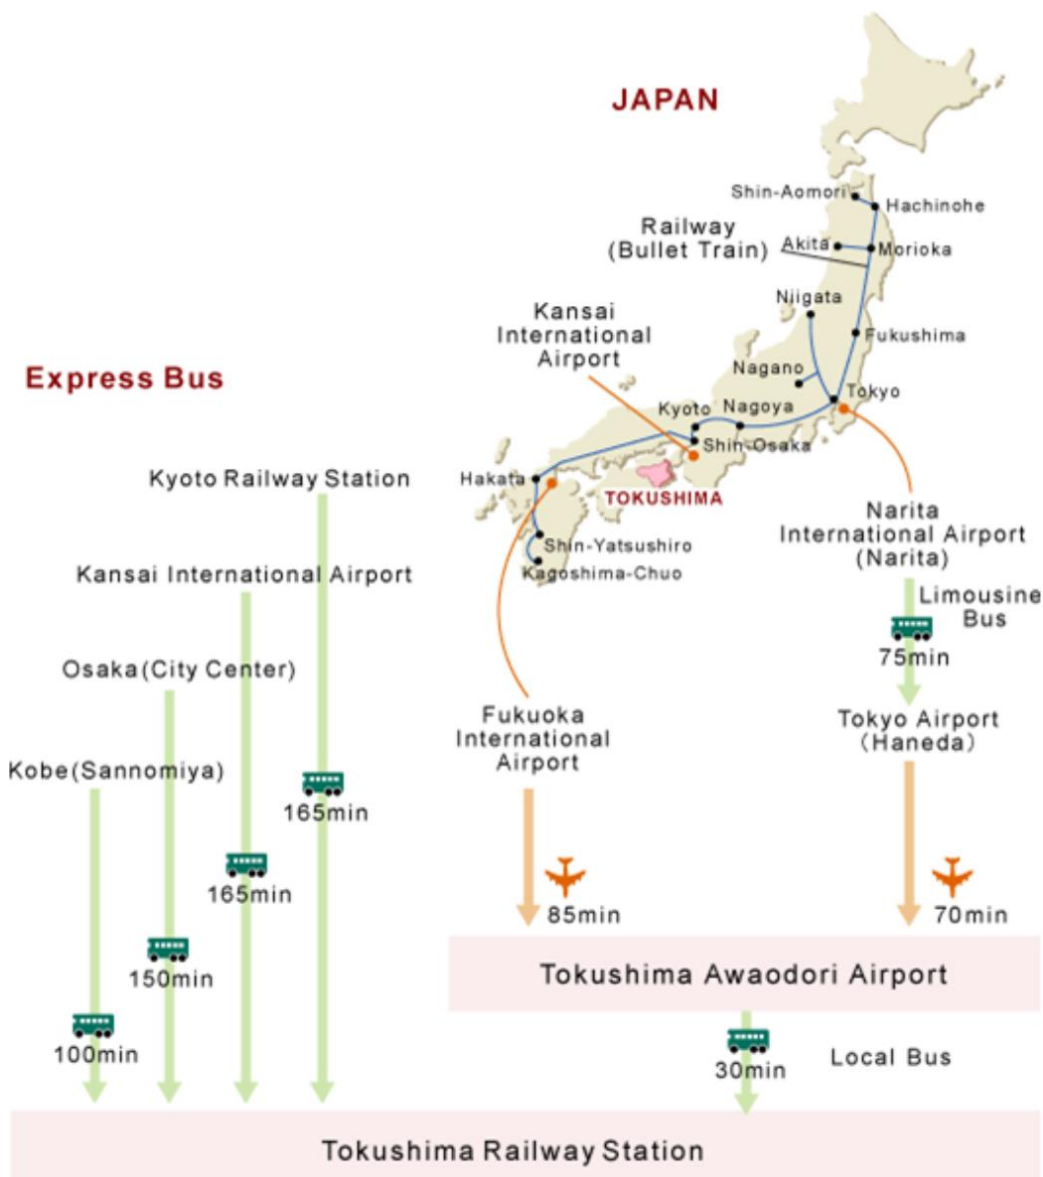 JAPAN
Shin-Aomori
Hachinohe
Railway
(Bullet Train)
Akita
Morioka
Niigata
Kansai
International
Airport
Fukushima
Nagano
Express Bus
Tokyo
Kyoto
Nagoya
Shin-Osaka
Hakata
TOKUSHIMA
Kyoto Railway Station
Narita
International Airport
(Narita)
Shin-Yatsushiro
Kagoshima-Chuo
Kansai International Airport
Limousine
Bus
75min
Osaka(City Center)
Fukuoka
International
Airport
Tokyo Airport
(Haneda)
Kobe(Sannomiya)
165min
165min
85min
70min
150min
Tokushima Awaodori Airport
100min
30min
Local Bus
Tokushima Railway Station